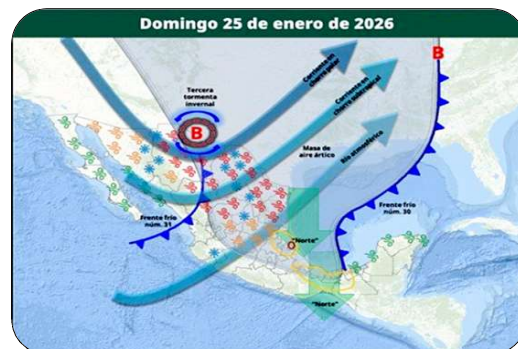 Domingo 25 de enero de 2026
B
Tercera
tormenta
invernal
B
Corriente en
chorro polar
Corriente en
chorro subtropical
Masa de
aire ártico
Río atmosférico
Frente frío
núm. 31
Frente frío
núm. 30
"Norte"
"Norte"